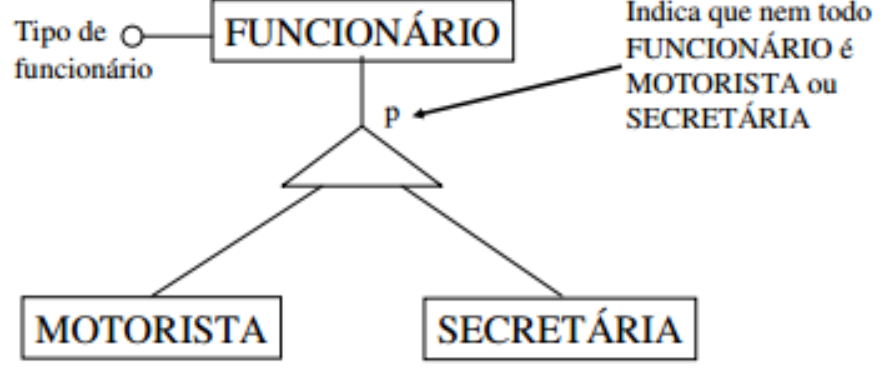 Tipo de
funcionário
FUNCIONÁRIO
Indica que nem todo
FUNCIONÁRIO é
MOTORISTA ou
SECRETÁRIA
p
MOTORISTA
SECRETÁRIA